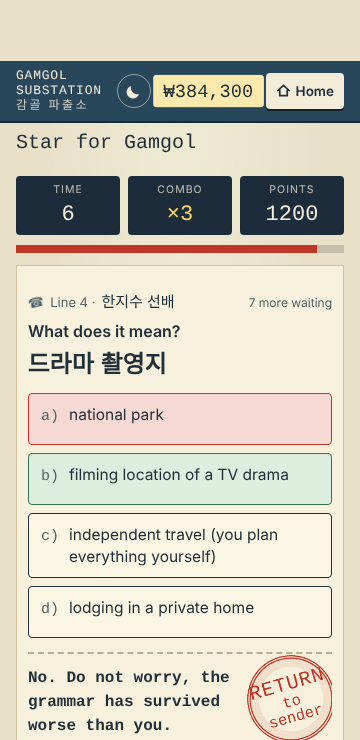 GAMGOL
SUBSTATION
감골 파출소
₩384,300
Home
Star for Gamgol
TIME
6
COMBO
×3
POINTS
1200
☎ Line 4 · 한지수 선배
7 more waiting
What does it mean?
드라마 촬영지
a) national park
b) filming location of a TV drama
c) independent travel (you plan
everything yourself)
d) lodging in a private home
No. Do not worry, the
grammar has survived
worse than you.
RETURN
to
sender